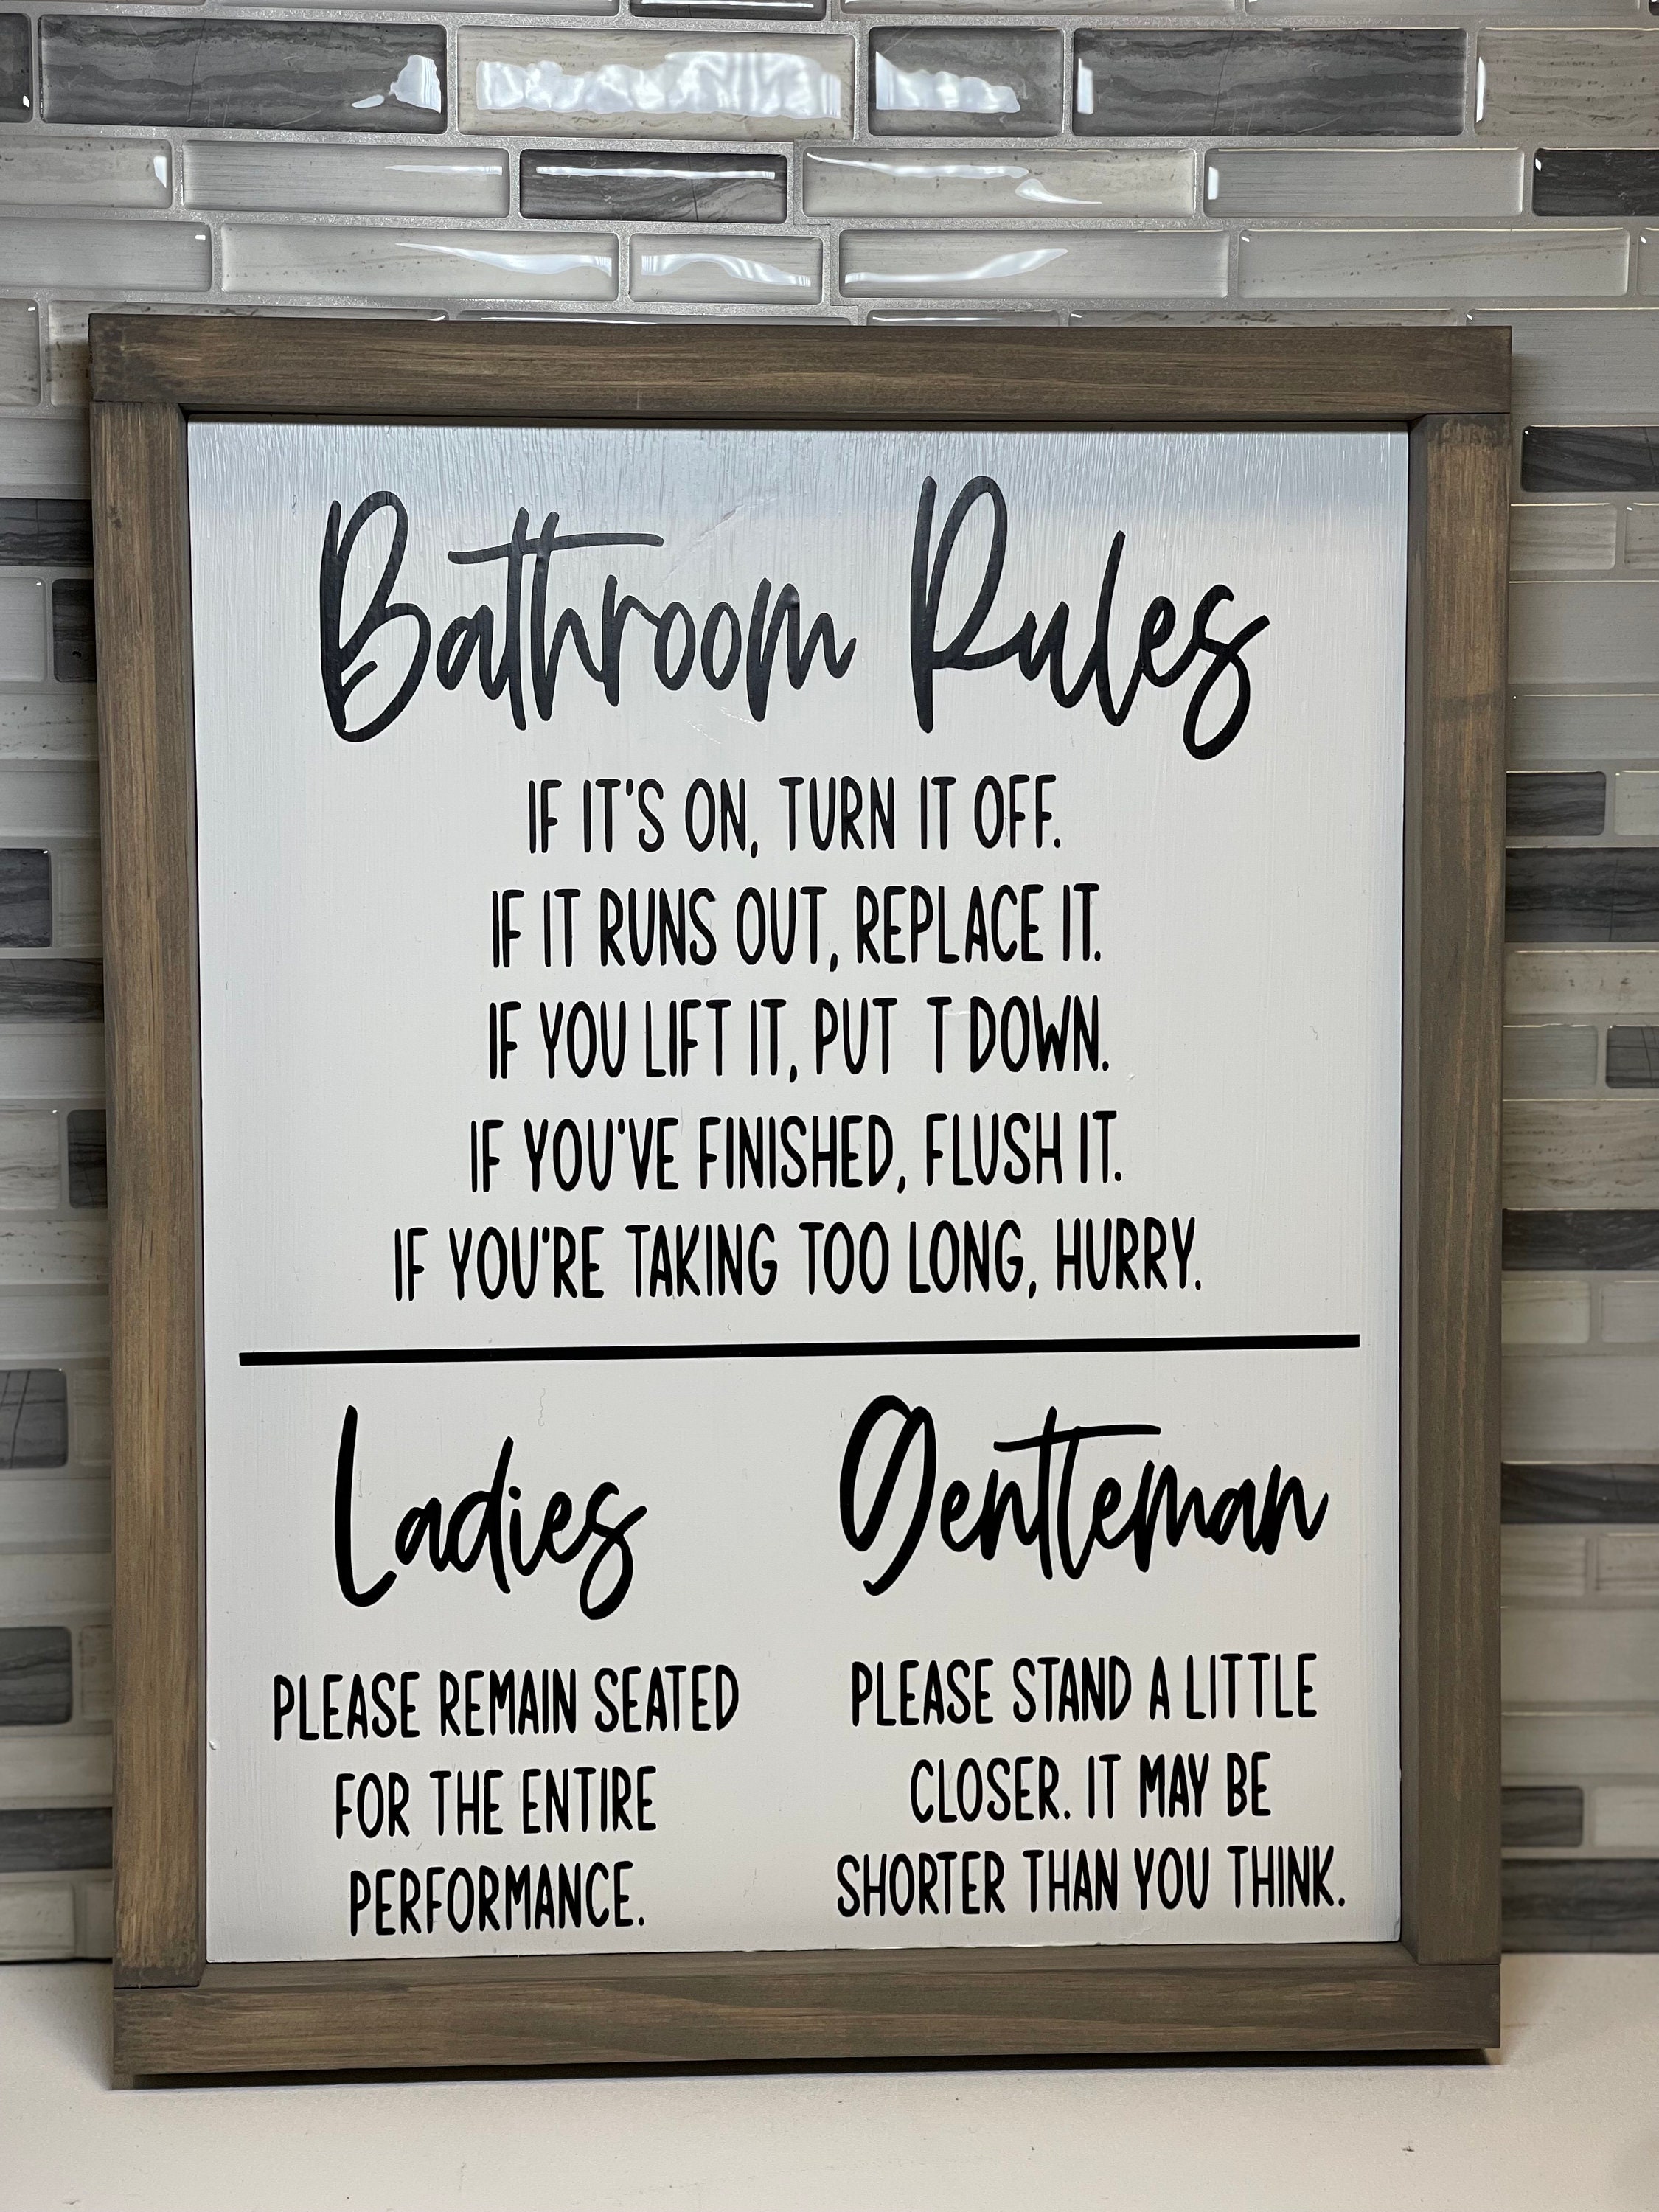 Bathroom Rules
IF IT'S ON, TURN IT OFF.
IF IT RUNS OUT, REPLACE IT.
IF YOU LIFT IT, PUT T DOWN.
IF YOU'VE FINISHED, FLUSH IT.
IF YOU'RE TAKING TOO LONG, HURRY.
Ladies
PLEASE REMAIN SEATED
FOR THE ENTIRE
PERFORMANCE.
Gentleman
PLEASE STAND A LITTLE
CLOSER. IT MAY BE
SHORTER THAN YOU THINK.